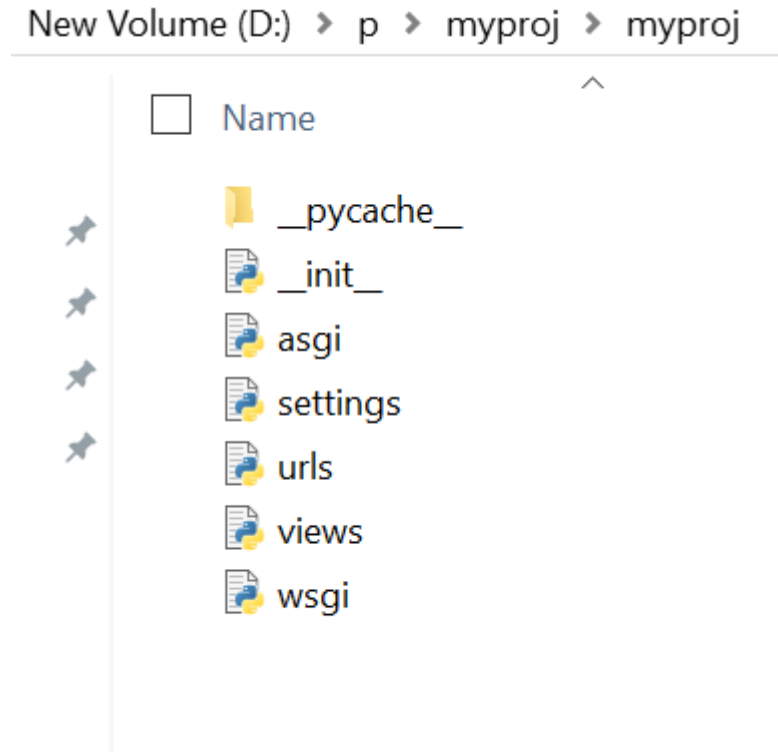 New Volume (D:) > p > myproj > myproj
Name
__pycache__
__init__
asgi
settings
urls
views
wsgi